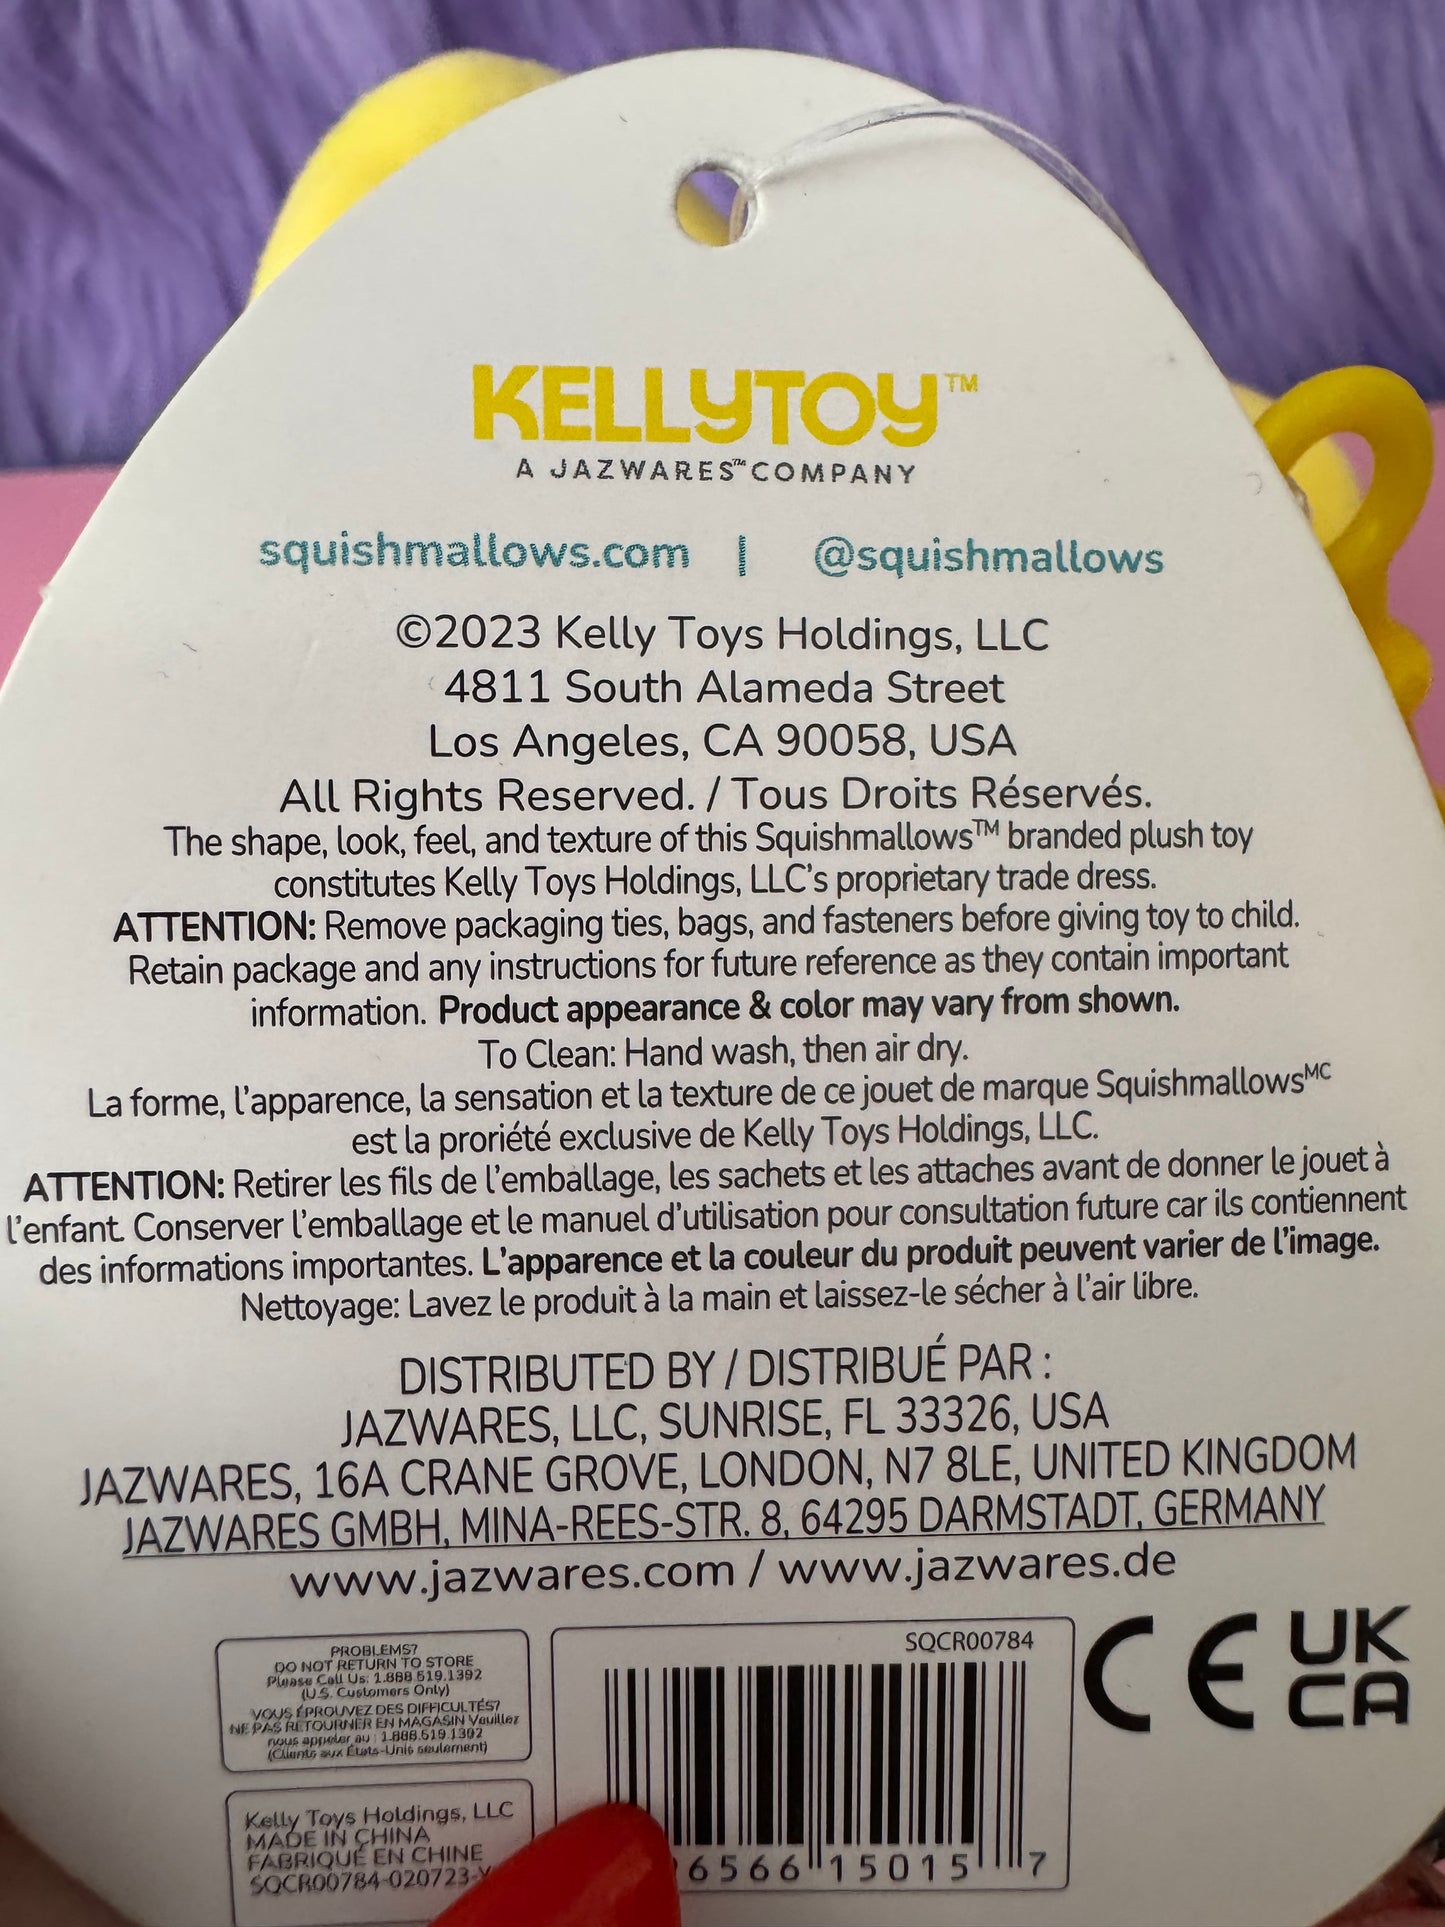 KELLYTOY™
A JAZWARES™ COMPANY
squishmallows.com | @squishmallows
©2023 Kelly Toys Holdings, LLC
4811 South Alameda Street
Los Angeles, CA 90058, USA
All Rights Reserved. / Tous Droits Réservés.
The shape, look, feel, and texture of this Squishmallows™ branded plush toy
constitutes Kelly Toys Holdings, LLC's proprietary trade dress.
ATTENTION: Remove packaging ties, bags, and fasteners before giving toy to child.
Retain package and any instructions for future reference as they contain important
information. Product appearance & color may vary from shown.
To Clean: Hand wash, then air dry.
La forme, l'apparence, la sensation et la texture de ce jouet de marque Squishmallows MC
est la proriété exclusive de Kelly Toys Holdings, LLC.
ATTENTION: Retirer les fils de l'emballage, les sachets et les attaches avant de donner le jouet à
l'enfant. Conserver l'emballage et le manuel d'utilisation pour consultation future car ils contiennent
des informations importantes. L'apparence et la couleur du produit peuvent varier de l'image.
Nettoyage: Lavez le produit à la main et laissez-le sécher à l'air libre.
DISTRIBUTED BY / DISTRIBUÉ PAR :
JAZWARES, LLC, SUNRISE, FL 33326, USA
JAZWARES, 16A CRANE GROVE, LONDON, N7 8LE, UNITED KINGDOM
JAZWARES GMBH, MINA-REES-STR. 8, 64295 DARMSTADT, GERMANY
www.jazwares.com / www.jazwares.de
PROBLEMS?
DO NOT RETURN TO STORE
Please Call Us: 1.888.519.1392
(U.S. Customers Only)
VOUS ÉPROUVEZ DES DIFFICULTÉS?
NE PAS RETOURNER EN MAGASIN Veuillez
nous appeler au : 1.888.519.1392
(Clients aux États-Unis seulement)
Kelly Toys Holdings, LLC
MADE IN CHINA
FABRIQUÉ EN CHINE
SQCR00784-020723-
SQCR00784
6566 15015 7
CE
UK
CA